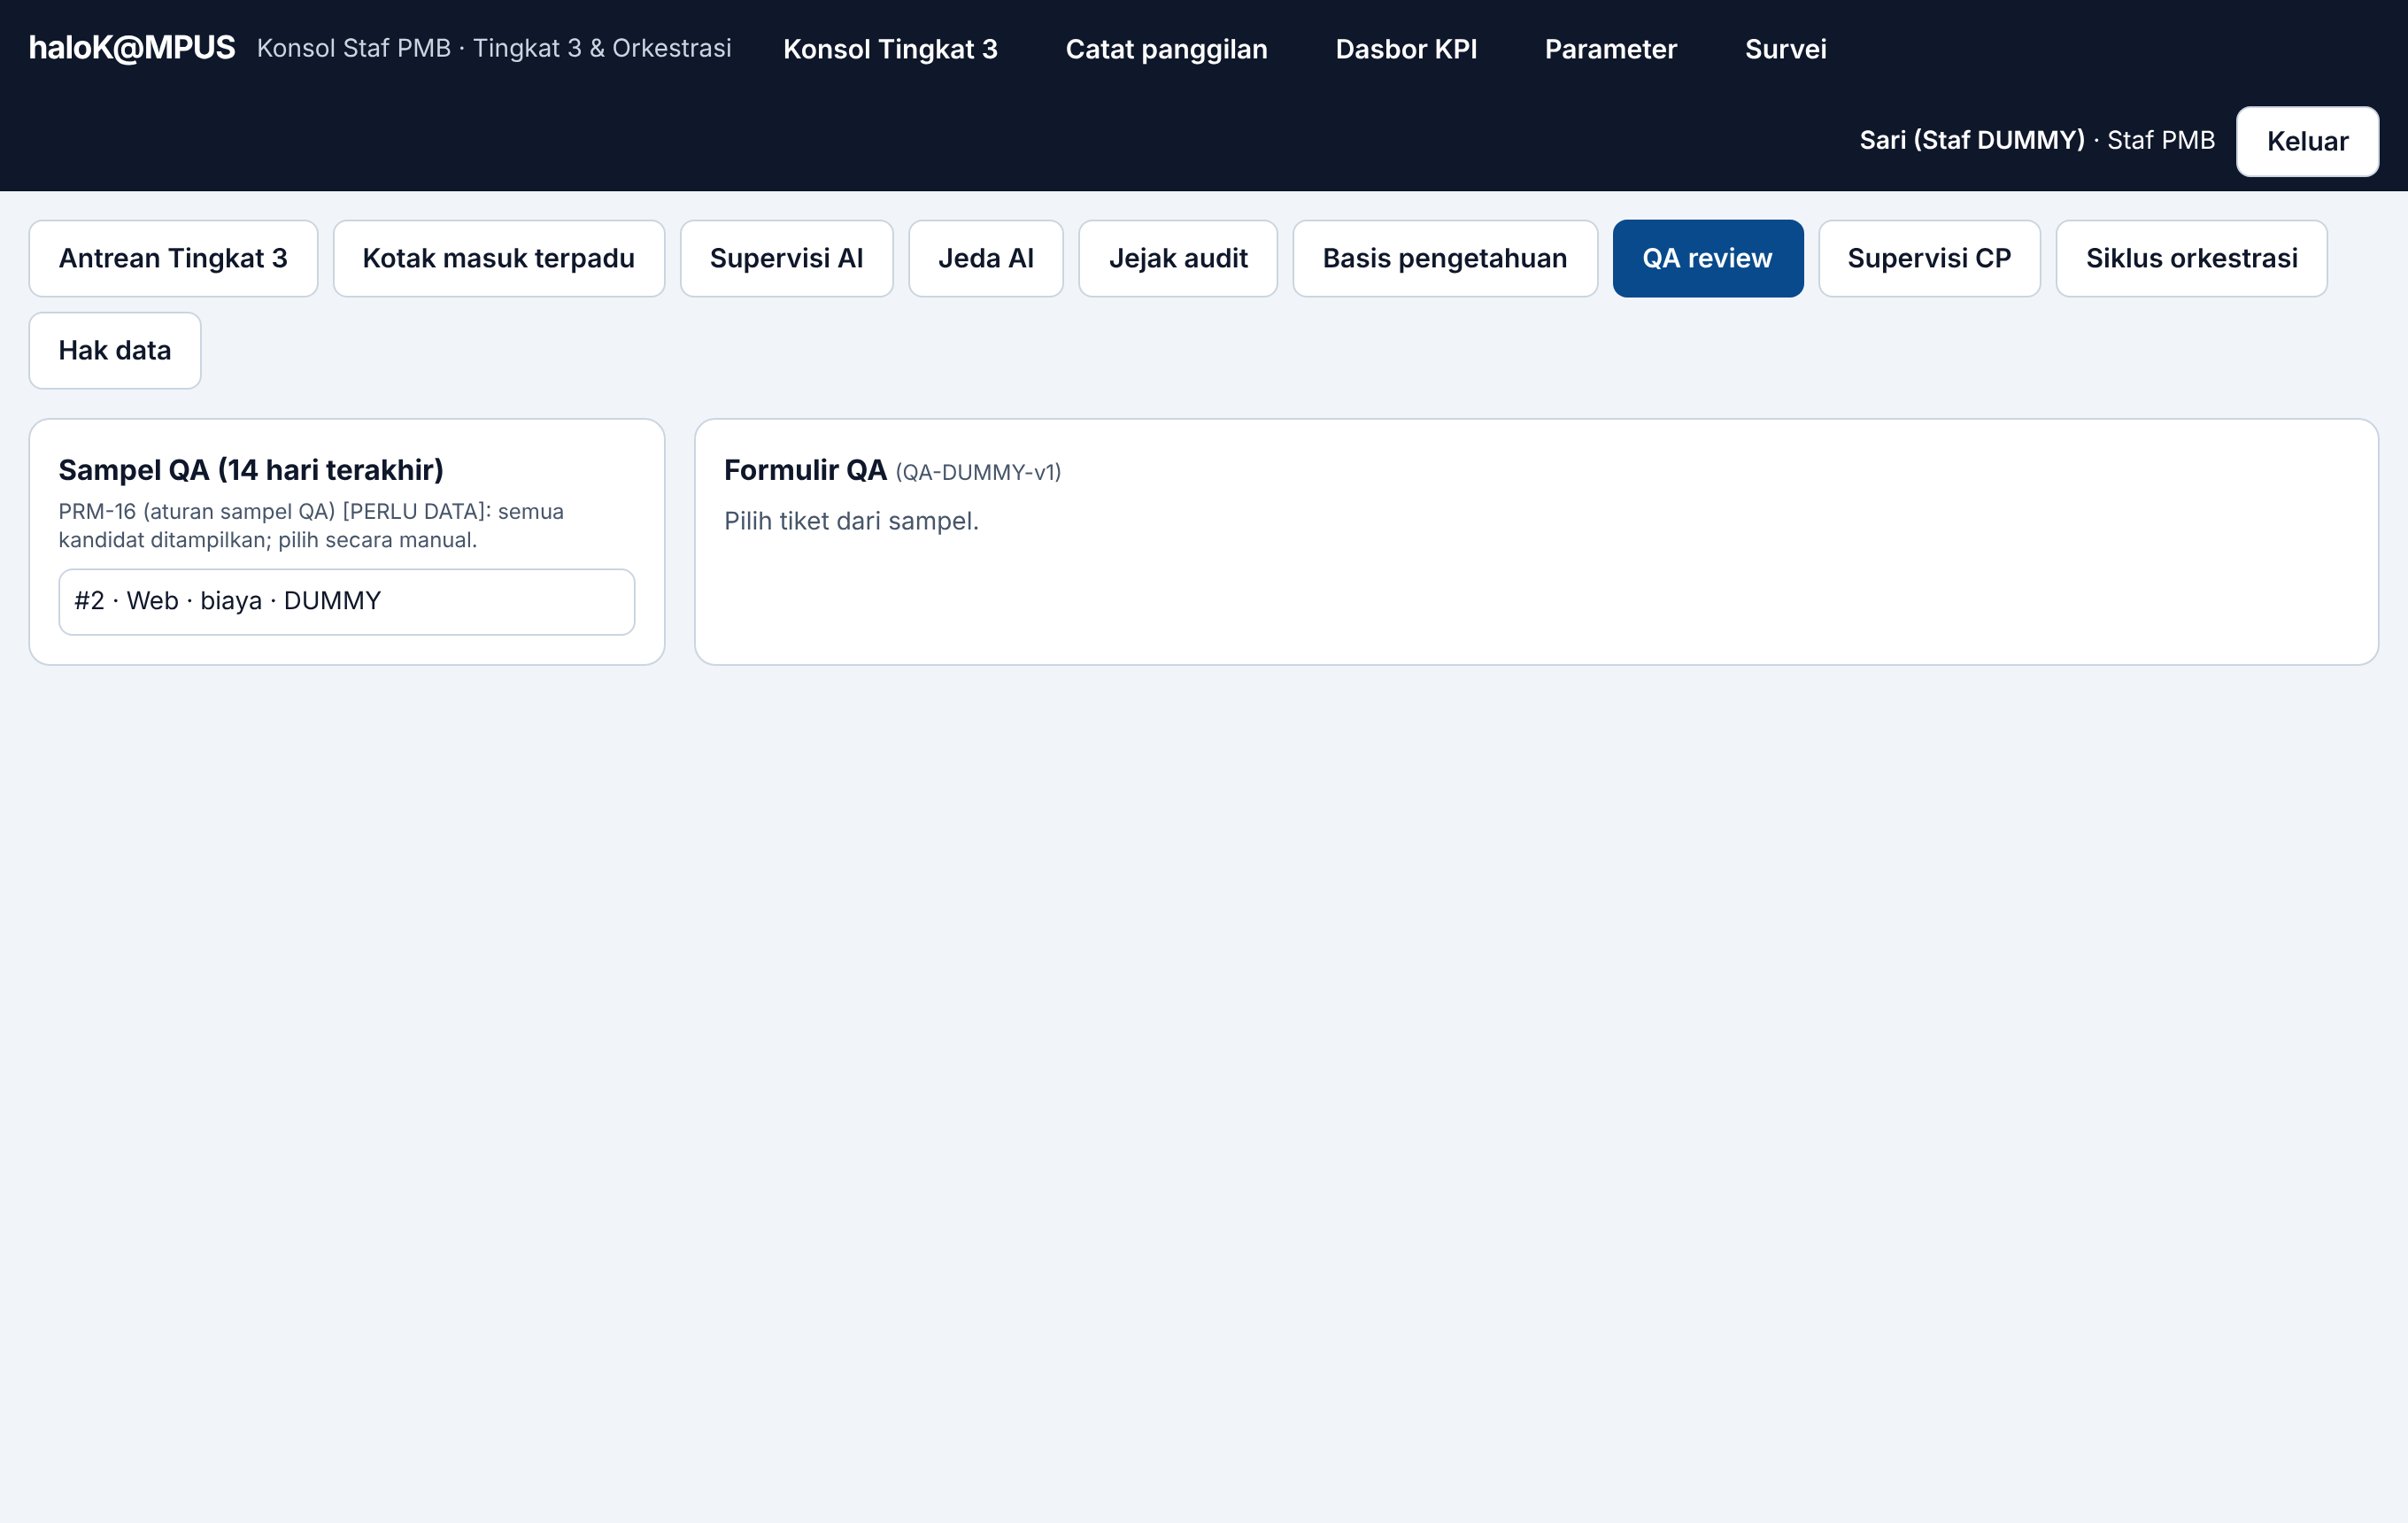 haloK@MPUS Konsol Staf PMB · Tingkat 3 & Orkestrasi Konsol Tingkat 3 Catat panggilan Dasbor KPI Parameter Survei
Sari (Staf DUMMY) · Staf PMB Keluar
Antrean Tingkat 3 Kotak masuk terpadu Supervisi AI Jeda AI Jejak audit Basis pengetahuan QA review Supervisi CP Siklus orkestrasi
Hak data
Sampel QA (14 hari terakhir)
PRM-16 (aturan sampel QA) [PERLU DATA]: semua
kandidat ditampilkan; pilih secara manual.
#2 · Web · biaya · DUMMY
Formulir QA (QA-DUMMY-v1)
Pilih tiket dari sampel.